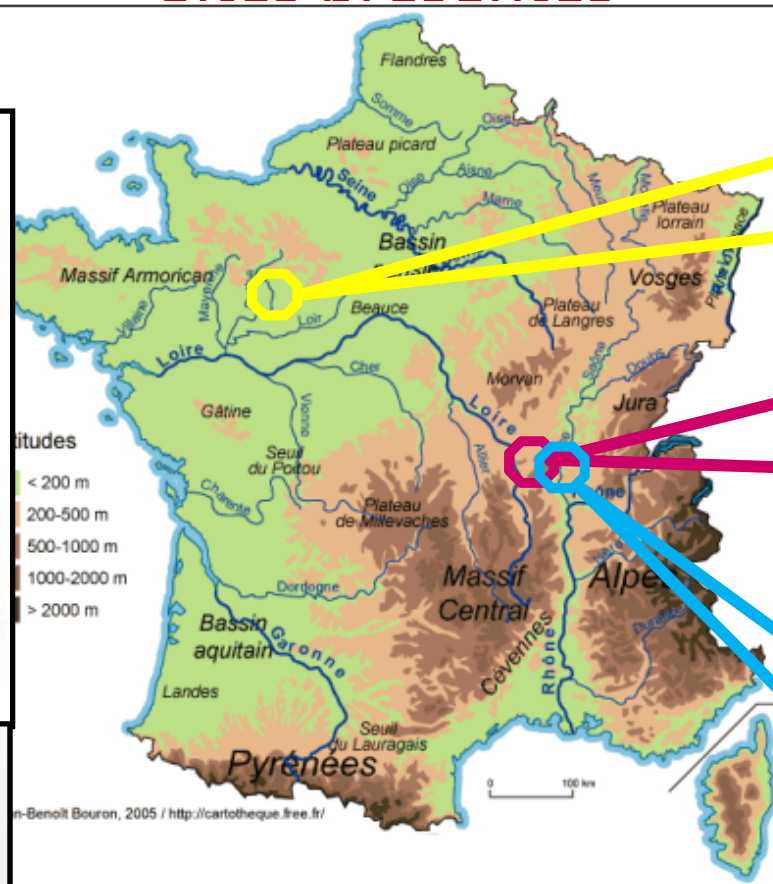 Flandres
Somme
Oise
Plateau picard
Aisne
Oise
Seine
Marne
Plateau
lorrain
Bassin
Massif Armoricain
Vosges
Mayenne
Vilaine
Loir
Beauce
Plateau
de Langres
Saône
Doubs
Loire
Cher
Morvan
Jura
Gâtine
Vienne
Loire
Allier
titudes
Seuil
du Poitou
< 200 m
Charente
Plateau
de Millevaches
200-500 m
500-1000 m
1000-2000 m
> 2000 m
Dordogne
Massif
Central
Alpes
Bassin
aquitain
Garonne
Cévennes
Rhône
Durance
Landes
Seuil
du Lauragais
Pyrénées
0 100 km
n-Benoît Bouron, 2005 / http://cartotheque.free.fr/